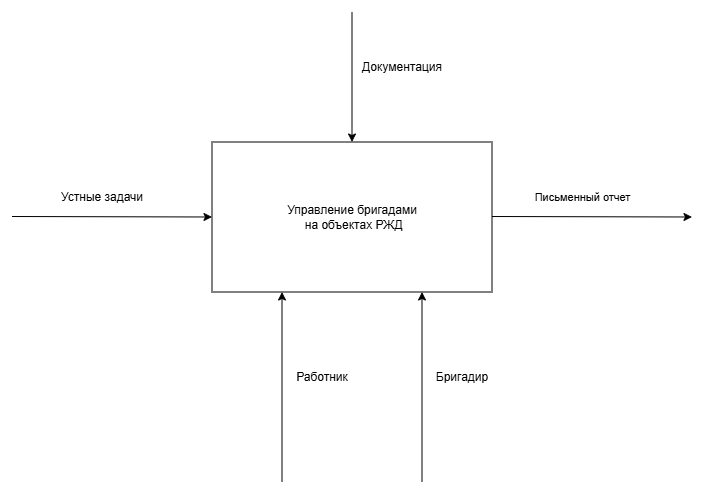 Документация
Устные задачи
Письменный отчет
Управление бригадами
на объектах РЖД
Работник
Бригадир